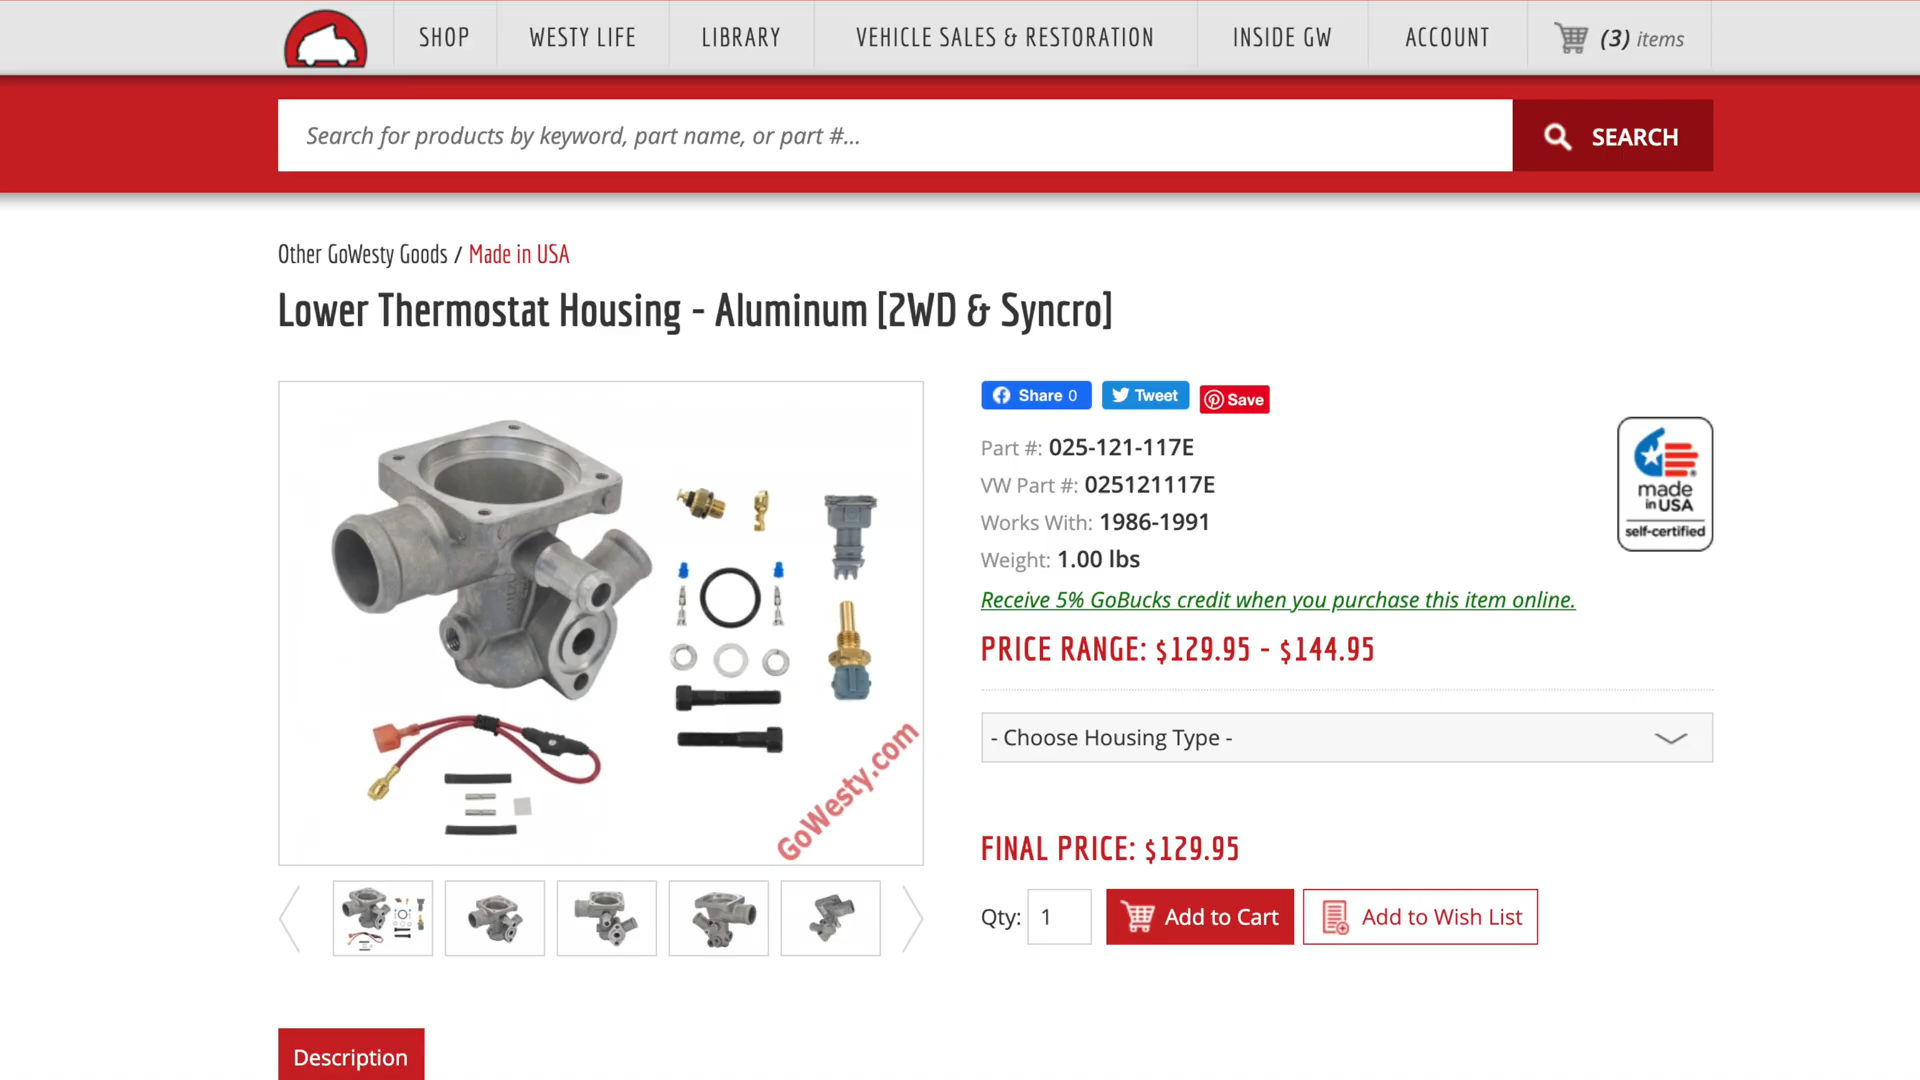 SHOP
WESTY LIFE
LIBRARY
VEHICLE SALES & RESTORATION
INSIDE GW
ACCOUNT
(3) items
Search for products by keyword, part name, or part #...
SEARCH
Other GoWesty Goods / Made in USA
Lower Thermostat Housing - Aluminum [2WD & Syncro]
Share 0
Tweet
Save
Part #: 025-121-117E
VW Part #: 025121117E
Works With: 1986-1991
Weight: 1.00 lbs
made
in USA
self-certified
Receive 5% GoBucks credit when you purchase this item online.
PRICE RANGE: $129.95 - $144.95
- Choose Housing Type -
GoWesty.com
FINAL PRICE: $129.95
Qty: 1
Add to Cart
Add to Wish List
Description